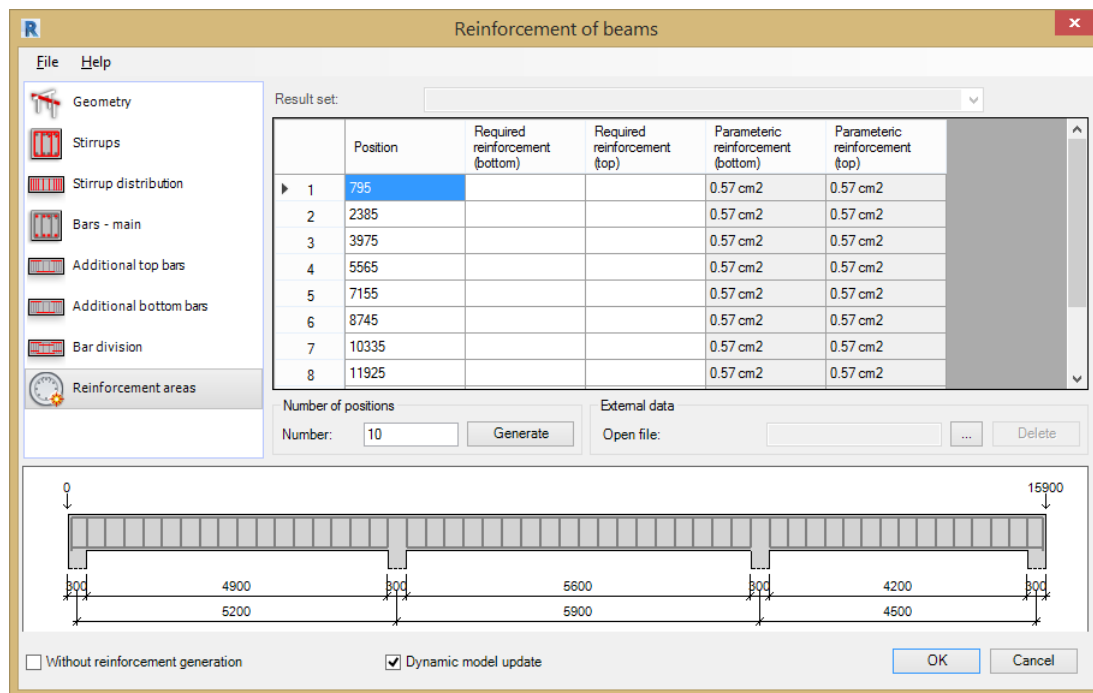 R
Reinforcement of beams
x
File Help
Geometry
Stirrups
Stirrup distribution
Bars - main
Additional top bars
Additional bottom bars
Bar division
Reinforcement areas
Result set:
Position
Required
reinforcement
(bottom)
Required
reinforcement
(top)
Parameteric
reinforcement
(bottom)
Parameteric
reinforcement
(top)
1 795 0.57 cm2 0.57 cm2
2 2385 0.57 cm2 0.57 cm2
3 3975 0.57 cm2 0.57 cm2
4 5565 0.57 cm2 0.57 cm2
5 7155 0.57 cm2 0.57 cm2
6 8745 0.57 cm2 0.57 cm2
7 10335 0.57 cm2 0.57 cm2
8 11925 0.57 cm2 0.57 cm2
Number of positions
Number: 10 Generate
External data
Open file: ... Delete
0 15900
300 4900 300 5600 300 4200 300
5200 5900 4500
Without reinforcement generation
Dynamic model update
OK Cancel